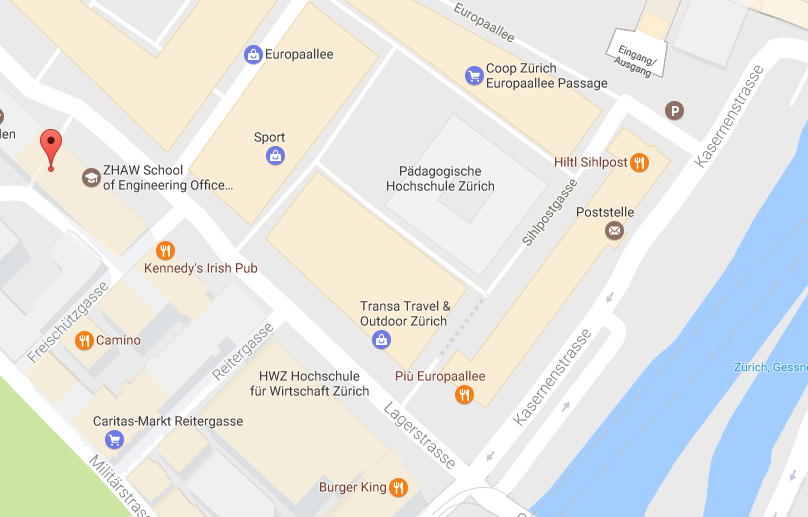 Europaallee
Eingang/
Ausgang
Europaallee
Coop Zürich
Europaallee Passage
P
Kasernenstrasse
den
Sport
Hiltl Sihlpost
ZHAW School
of Engineering Office...
Pädagogische
Hochschule Zürich
Sihlpostgasse
Poststelle
Kennedy's Irish Pub
Freischützgasse
Transa Travel &
Outdoor Zürich
Camino
Reitergasse
Kasernenstrasse
Zürich, Gessne
HWZ Hochschule
für Wirtschaft Zürich
Più Europaallee
Lagerstrasse
Caritas-Markt Reitergasse
Militärstras
Burger King